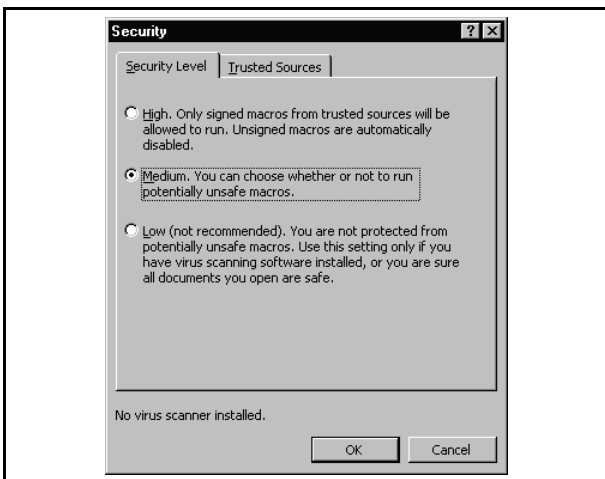 Security
Security Level
Trusted Sources
High. Only signed macros from trusted sources will be
allowed to run. Unsigned macros are automatically
disabled.
Medium. You can choose whether or not to run
potentially unsafe macros.
Low (not recommended). You are not protected from
potentially unsafe macros. Use this setting only if you
have virus scanning software installed, or you are sure
all documents you open are safe.
No virus scanner installed.
OK
Cancel